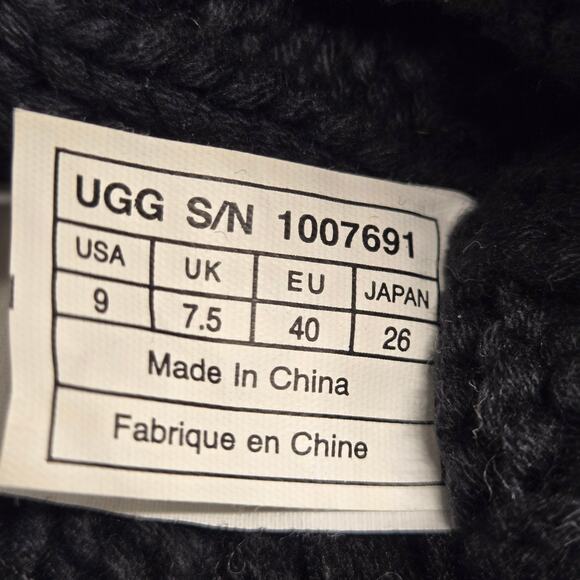 UGG S/N 1007691
USA UK EU JAPAN
9 7.5 40 26
Made In China
Fabrique en Chine